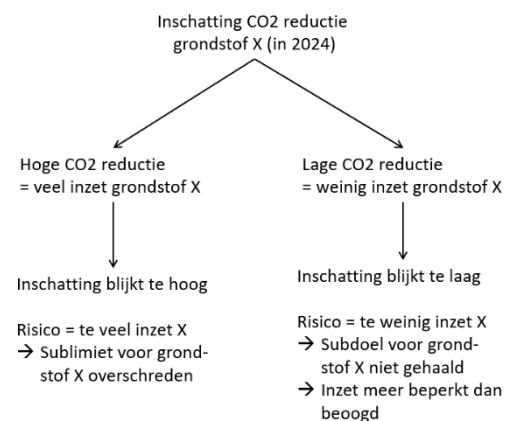 Inschatting CO2 reductie
grondstof X (in 2024)
Hoge CO2 reductie
= veel inzet grondstof X
Inschatting blijkt te hoog
Risico = te veel inzet X
→ Sublimiet voor grond-
stof X overschreden
Lage CO2 reductie
= weinig inzet grondstof X
Inschatting blijkt te laag
Risico = te weinig inzet X
→ Subdoel voor grond-
stof X niet gehaald
→ Inzet meer beperkt dan
beoogd